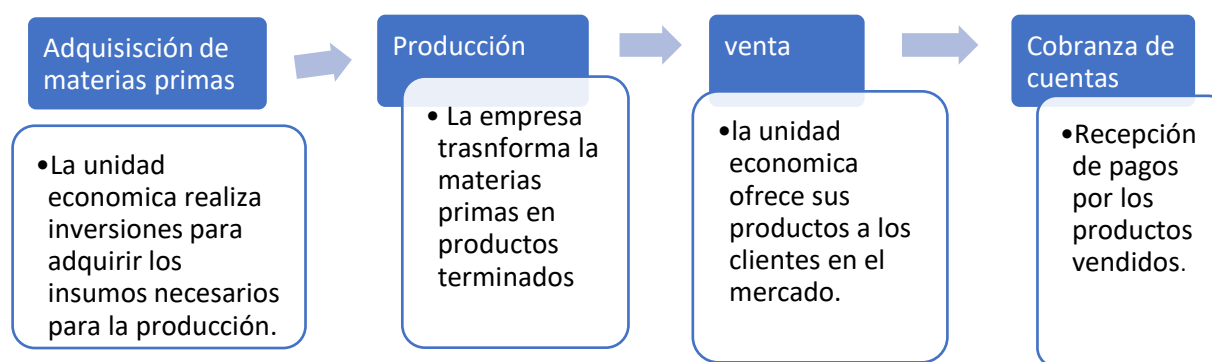 Adquisisción de
materias primas
•La unidad
economica realiza
inversiones para
adquirir los
insumos necesarios
para la producción.
Producción
• La empresa
trasnforma la
materias
primas en
productos
terminados
venta
•la unidad
economica
ofrece sus
productos a los
clientes en el
mercado.
Cobranza de
cuentas
•Recepción
de pagos
por los
productos
vendidos.